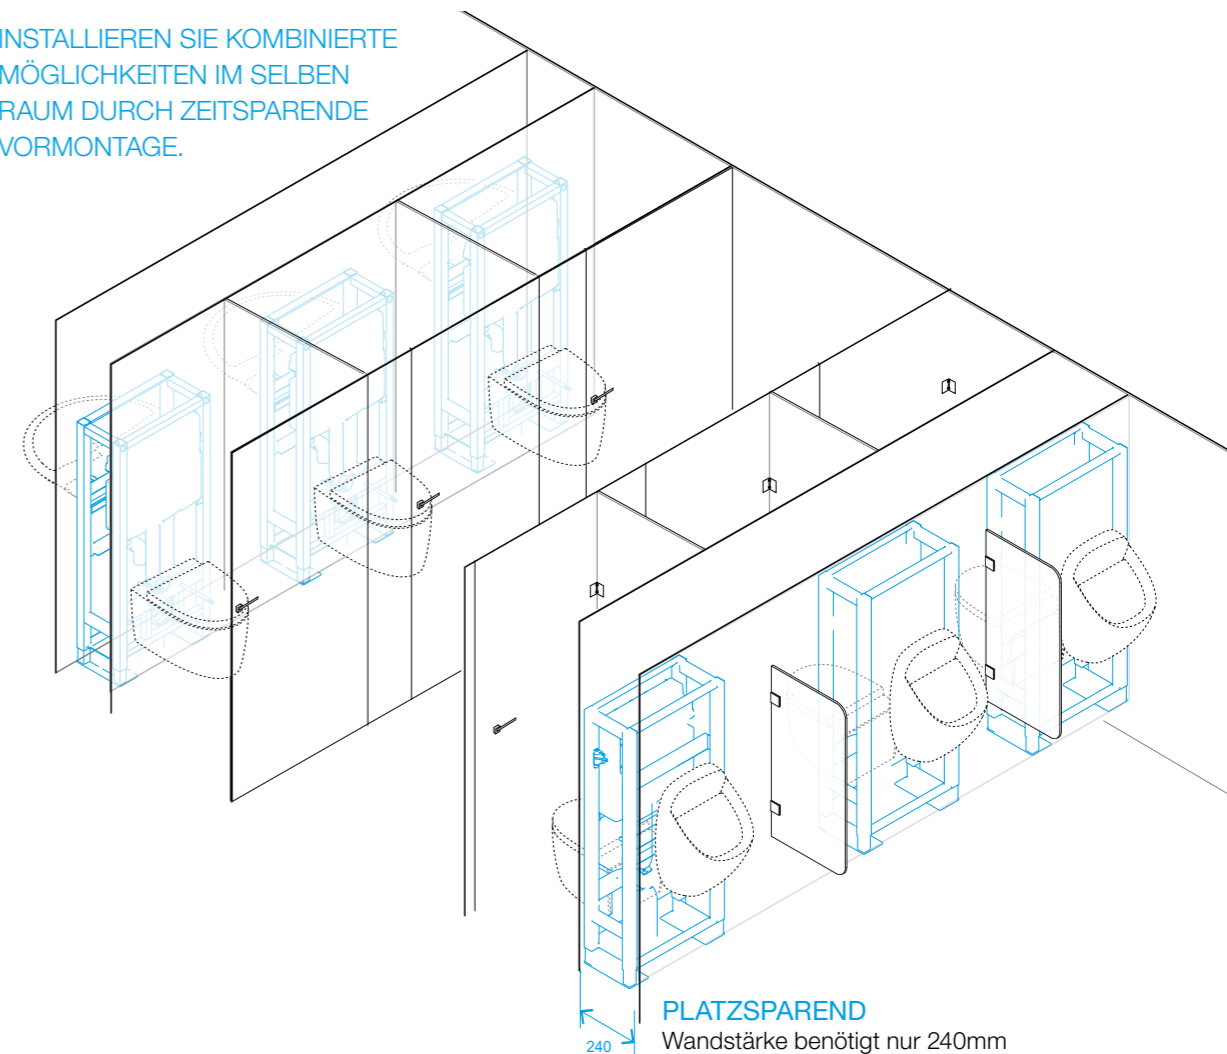 INSTALLIEREN SIE KOMBINIERTE
MÖGLICHKEITEN IM SELBEN
RAUM DURCH ZEITSPARENDE
VORMONTAGE.
PLATZSPAREND
Wandstärke benötigt nur 240mm
240